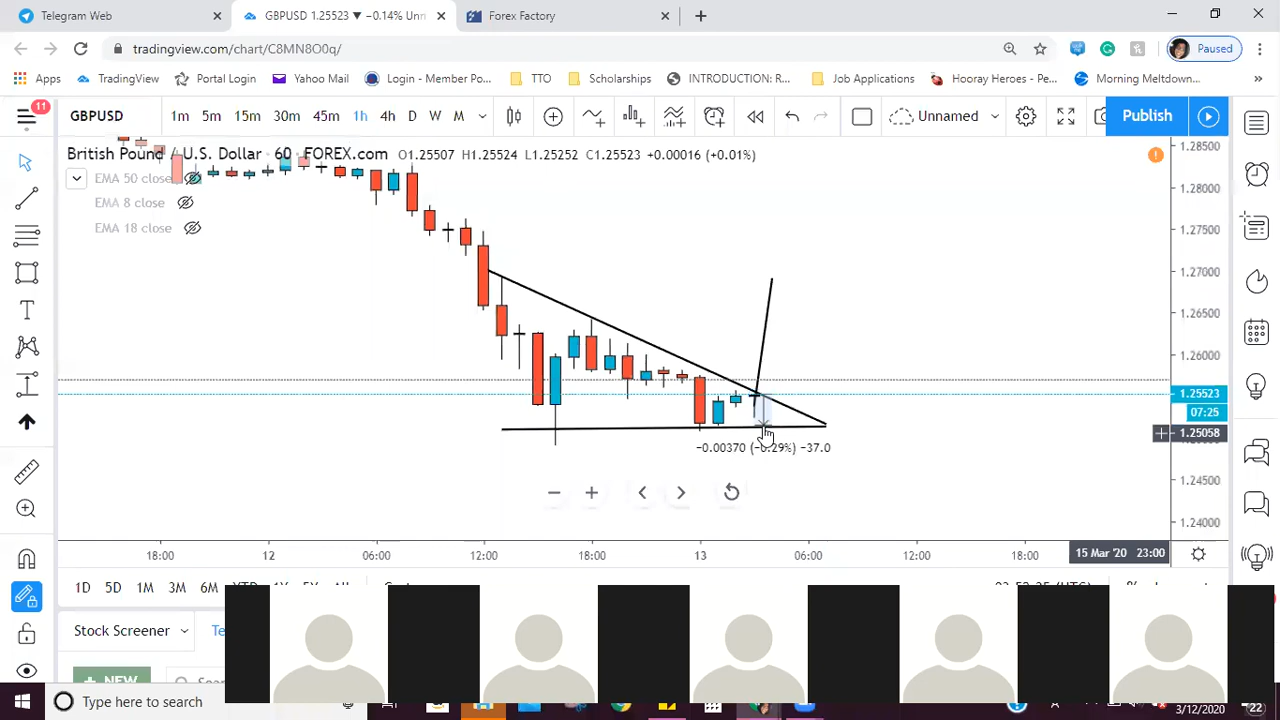 Telegram Web
GBPUSD 1.25523 ▼ −0.14% Unn
Forex Factory
tradingview.com/chart/C8MN8O0q/
Paused
Apps
TradingView
Portal Login
Yahoo Mail
Login - Member Po...
TTO
Scholarships
INTRODUCTION: R...
Job Applications
Hooray Heroes - Pe...
Morning Meltdown...
»
11
GBPUSD
1m 5m 15m 30m 45m 1h 4h D W M
Unnamed
Publish
British Pound / U.S. Dollar · 60 · FOREX.com
O1.25507 H1.25524 L1.25252 C1.25523 +0.00016 (+0.01%)
EMA 50 close
EMA 8 close
EMA 18 close
1.28500
1.28000
1.27500
1.27000
1.26500
1.26000
1.25523
07:25
1.25058
1.24500
1.24000
-0.00370 (-0.29%) -37.0
18:00
12
06:00
12:00
18:00
13
06:00
12:00
18:00
15 Mar '20 23:00
1D 5D 1M 3M 6M
Stock Screener
Te
NEW
Type here to search
3/12/2020
22